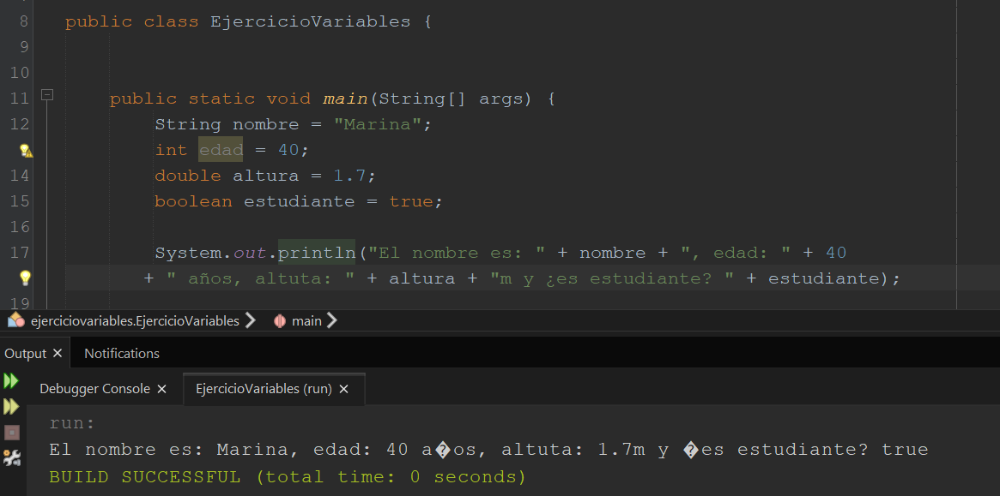 8 public class EjercicioVariables {
9
10
11 public static void main(String[] args) {
12 String nombre = "Marina";
int edad = 40;
14 double altura = 1.7;
15 boolean estudiante = true;
16
17 System.out.println("El nombre es: " + nombre + ", edad: " + 40
+ " años, altuta: " + altura + "m y ¿es estudiante? " + estudiante);
19
ejerciciovariables.EjercicioVariables main
Output Notifications
Debugger Console EjercicioVariables (run)
run:
El nombre es: Marina, edad: 40 a�os, altuta: 1.7m y �es estudiante? true
BUILD SUCCESSFUL (total time: 0 seconds)